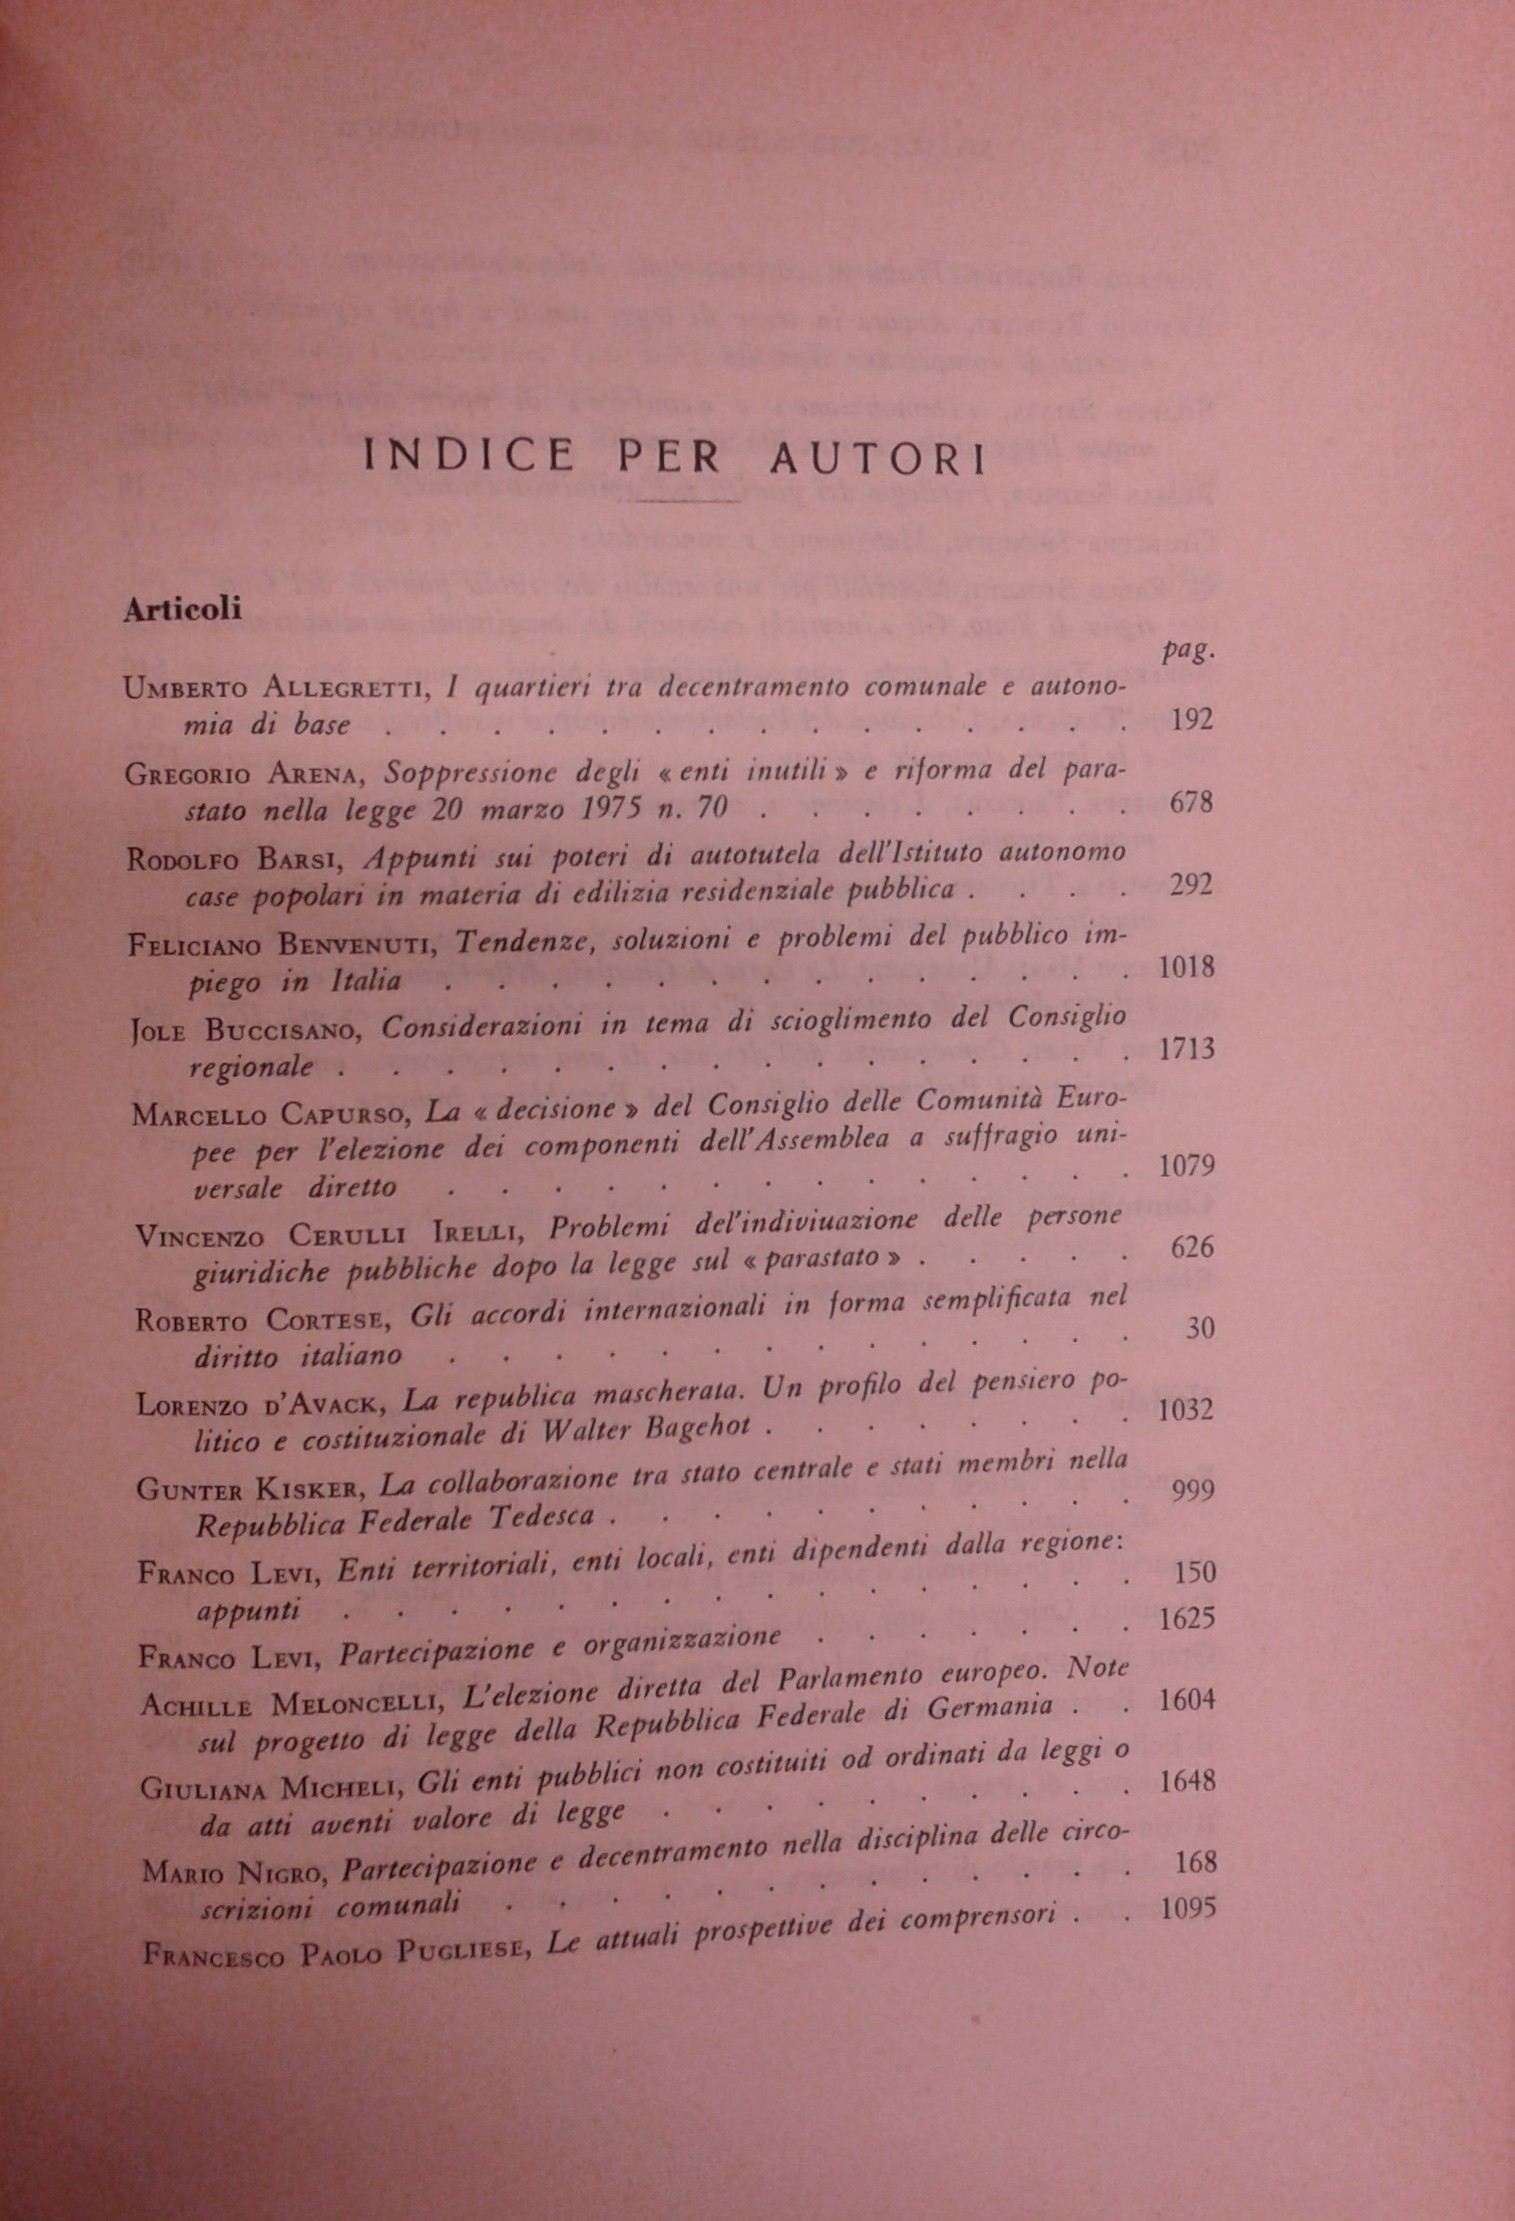 INDICE PER AUTORI
Articoli
pag.
UMBERTO ALLEGRETTI, I quartieri tra decentramento comunale e autono-
mia di base . . . . . . . . . . . . . . . 192
GREGORIO ARENA, Soppressione degli « enti inutili » e riforma del para-
stato nella legge 20 marzo 1975 n. 70 . . . . . . . . 678
RODOLFO BARSI, Appunti sui poteri di autotutela dell'Istituto autonomo
case popolari in materia di edilizia residenziale pubblica . . . . 292
FELICIANO BENVENUTI, Tendenze, soluzioni e problemi del pubblico im-
piego in Italia . . . . . . . . . . . . . . 1018
JOLE BUCCISANO, Considerazioni in tema di scioglimento del Consiglio
regionale . . . . . . . . . . . . . . . . 1713
MARCELLO CAPURSO, La « decisione » del Consiglio delle Comunità Euro-
pee per l'elezione dei componenti dell'Assemblea a suffragio uni-
versale diretto . . . . . . . . . . . . . . 1079
VINCENZO CERULLI IRELLI, Problemi del'indiviuazione delle persone
giuridiche pubbliche dopo la legge sul « parastato » . . . . . 626
ROBERTO CORTESE, Gli accordi internazionali in forma semplificata nel
diritto italiano . . . . . . . . . . . . . . 30
LORENZO D'AVACK, La republica mascherata. Un profilo del pensiero po-
litico e costituzionale di Walter Bagehot . . . . . . . . 1032
GUNTER KISKER, La collaborazione tra stato centrale e stati membri nella
Repubblica Federale Tedesca . . . . . . . . . . . 999
FRANCO LEVI, Enti territoriali, enti locali, enti dipendenti dalla regione:
appunti . . . . . . . . . . . . . . . . 150
FRANCO LEVI, Partecipazione e organizzazione . . . . . . . 1625
ACHILLE MELONCELLI, L'elezione diretta del Parlamento europeo. Note
sul progetto di legge della Repubblica Federale di Germania . . 1604
GIULIANA MICHELI, Gli enti pubblici non costituiti od ordinati da leggi o
da atti aventi valore di legge . . . . . . . . . . 1648
MARIO NIGRO, Partecipazione e decentramento nella disciplina delle circo-
scrizioni comunali . . . . . . . . . . . . . 168
FRANCESCO PAOLO PUGLIESE, Le attuali prospettive dei comprensori . . 1095